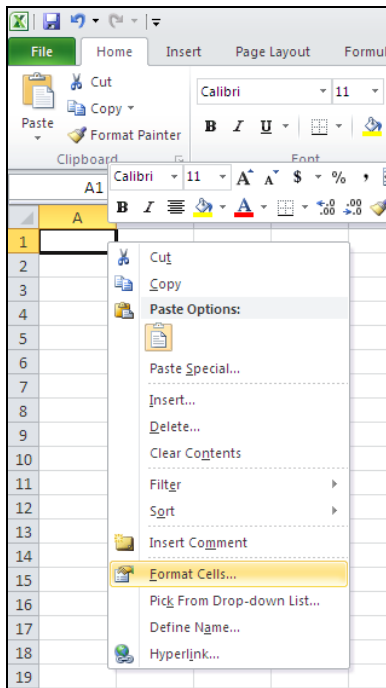 File Home Insert Page Layout Formul
Cut
Copy
Format Painter
Paste
Clipboard
Calibri 11
B I U
Font
Calibri 11 A A $ % ,
B I A .00 .0
A1
A
1
2
3
4
5
6
7
8
9
10
11
12
13
14
15
16
17
18
19
Cut
Copy
Paste Options:
Paste Special...
Insert...
Delete...
Clear Contents
Filter
Sort
Insert Comment
Format Cells...
Pick From Drop-down List...
Define Name...
Hyperlink...